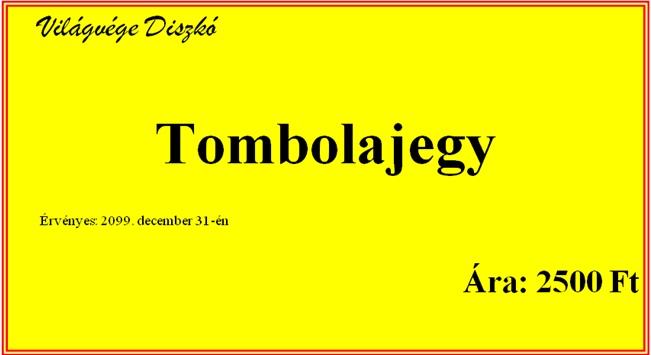 Világvége Diszkó
Tombolajegy
Érvényes: 2099. december 31-én
Ára: 2500 Ft